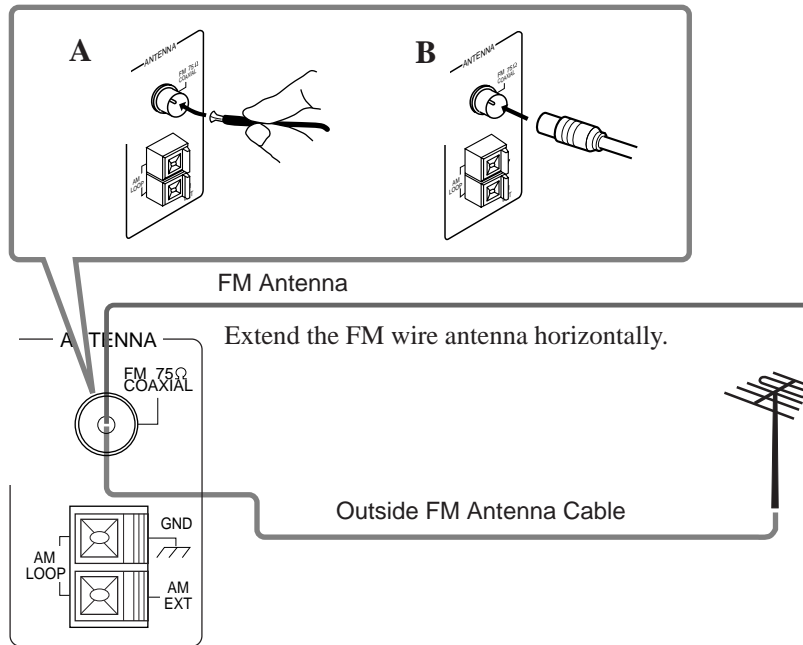 A
ANTENNA
FM 75Ω
COAXIAL
AM
LOOP
B
ANTENNA
FM 75Ω
COAXIAL
AM
LOOP
FM Antenna
Extend the FM wire antenna horizontally.
ANTENNA
FM 75Ω
COAXIAL
Outside FM Antenna Cable
GND
AM
LOOP
AM
EXT